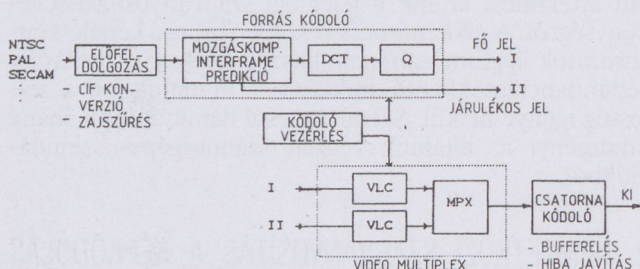 FORRÁS KÓDOLÓ
NTSC
PAL
SECAM
ELŐFEL-
DOLGOZÁS
- CIF KON-
VERZIÓ
- ZAJSZŰRÉS
MOZGÁSKOMP.
INTERFRAME
PREDIKCIÓ
DCT
Q
FŐ JEL
I
II
JÁRULÉKOS JEL
KÓDOLÓ
VEZÉRLÉS
I
II
VLC
VLC
MPX
VIDEO MULTIPLEX
CSATORNA
KÓDOLÓ
KI
- BUFFERELÉS
- HIBA JAVÍTÁS